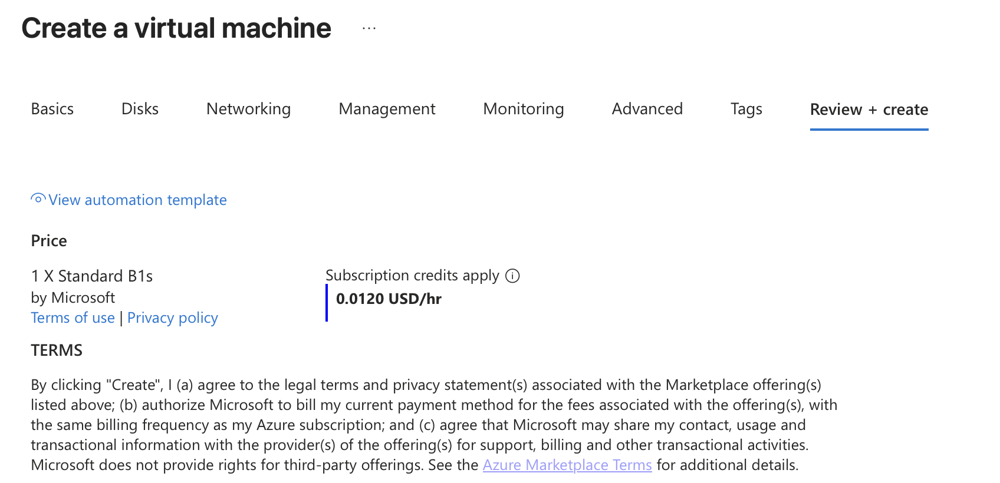 Create a virtual machine ...
Basics Disks Networking Management Monitoring Advanced Tags Review + create
View automation template
Price
1 X Standard B1s
by Microsoft
Terms of use | Privacy policy
Subscription credits apply
0.0120 USD/hr
TERMS
By clicking "Create", I (a) agree to the legal terms and privacy statement(s) associated with the Marketplace offering(s)
listed above; (b) authorize Microsoft to bill my current payment method for the fees associated with the offering(s), with
the same billing frequency as my Azure subscription; and (c) agree that Microsoft may share my contact, usage and
transactional information with the provider(s) of the offering(s) for support, billing and other transactional activities.
Microsoft does not provide rights for third-party offerings. See the Azure Marketplace Terms for additional details.